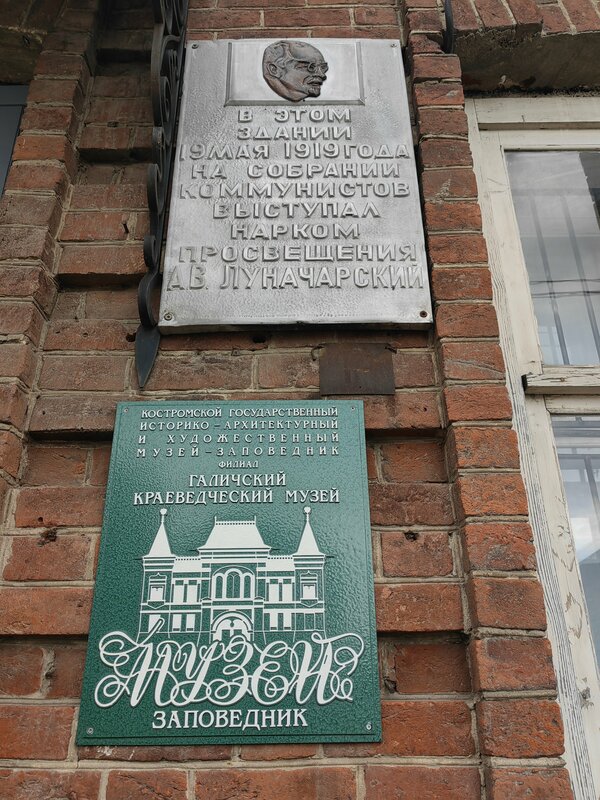 В ЭТОМ
ЗДАНИИ
19 МАЯ 1919 ГОДА
НА СОБРАНИИ
КОММУНИСТОВ
ВЫСТУПАЛ
НАРКОМ
ПРОСВЕЩЕНИЯ
А.В. ЛУНАЧАРСКИЙ
КОСТРОМСКОЙ ГОСУДАРСТВЕННЫЙ
ИСТОРИКО-АРХИТЕКТУРНЫЙ
И ХУДОЖЕСТВЕННЫЙ
МУЗЕЙ-ЗАПОВЕДНИК
ФИЛИАЛ
ГАЛИЧСКИЙ
КРАЕВЕДЧЕСКИЙ МУЗЕЙ
МУЗЕЙ
ЗАПОВЕДНИК